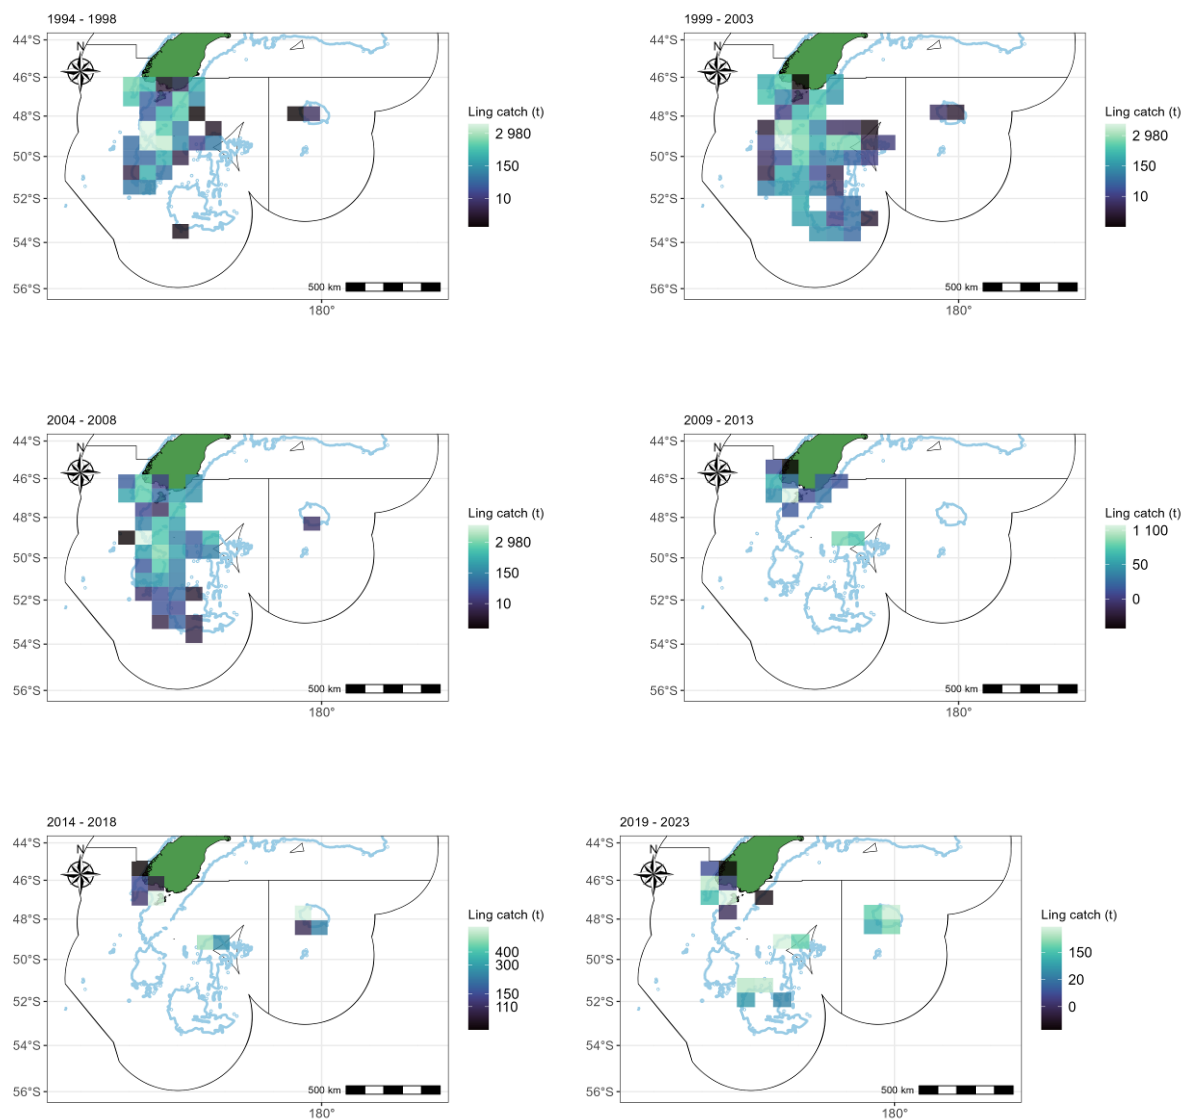 1994 - 1998
44°S
46°S
48°S
50°S
52°S
54°S
56°S
N
500 km
180°
Ling catch (t)
2 980
150
10
1999 - 2003
44°S
46°S
48°S
50°S
52°S
54°S
56°S
N
500 km
180°
Ling catch (t)
2 980
150
10
2004 - 2008
44°S
46°S
48°S
50°S
52°S
54°S
56°S
N
500 km
180°
Ling catch (t)
2 980
150
10
2009 - 2013
44°S
46°S
48°S
50°S
52°S
54°S
56°S
N
500 km
180°
Ling catch (t)
1 100
50
0
2014 - 2018
44°S
46°S
48°S
50°S
52°S
54°S
56°S
N
500 km
180°
Ling catch (t)
400
300
150
110
2019 - 2023
44°S
46°S
48°S
50°S
52°S
54°S
56°S
N
500 km
180°
Ling catch (t)
150
20
0